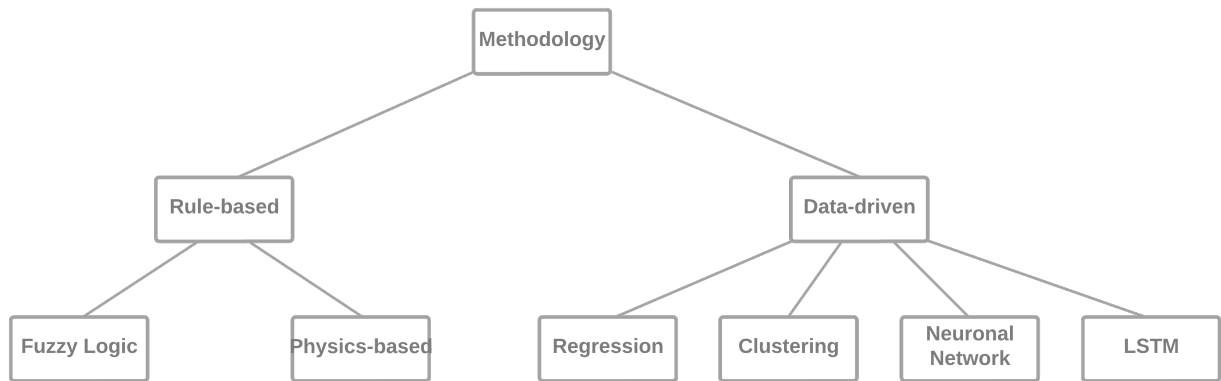 Methodology
Rule-based
Data-driven
Fuzzy Logic
Physics-based
Regression
Clustering
Neuronal
Network
LSTM